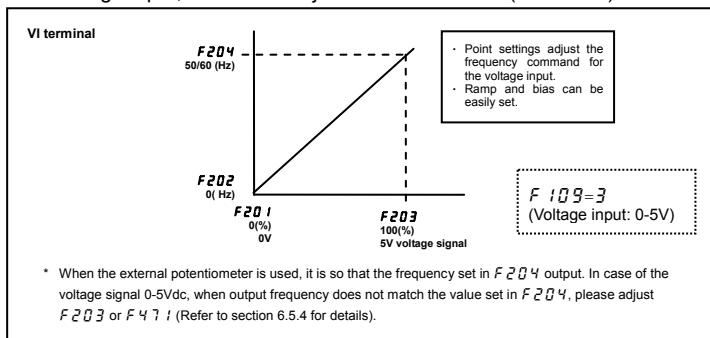 VI terminal
F204
50/60 (Hz)
· Point settings adjust the
frequency command for
the voltage input.
· Ramp and bias can be
easily set.
F202
0( Hz)
F201
0(%)
0V
F203
100(%)
5V voltage signal
F109=3
(Voltage input: 0-5V)
* When the external potentiometer is used, it is so that the frequency set in F204 output. In case of the
voltage signal 0-5Vdc, when output frequency does not match the value set in F204, please adjust
F203 or F471 (Refer to section 6.5.4 for details).